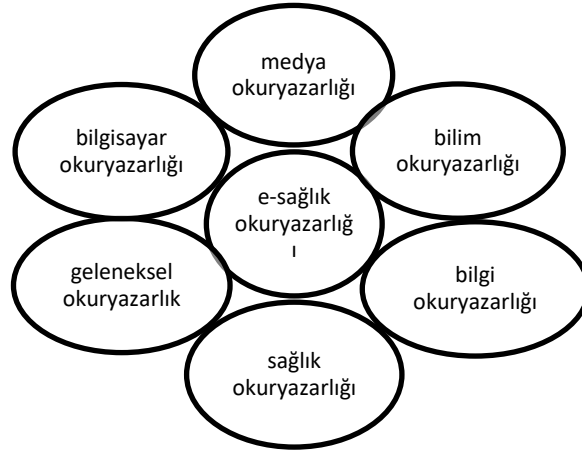 medya
okuryazarlığı
bilgisayar
okuryazarlığı
bilim
okuryazarlığı
e-sağlık
okuryazarlığ
ı
geleneksel
okuryazarlık
bilgi
okuryazarlığı
sağlık
okuryazarlığı